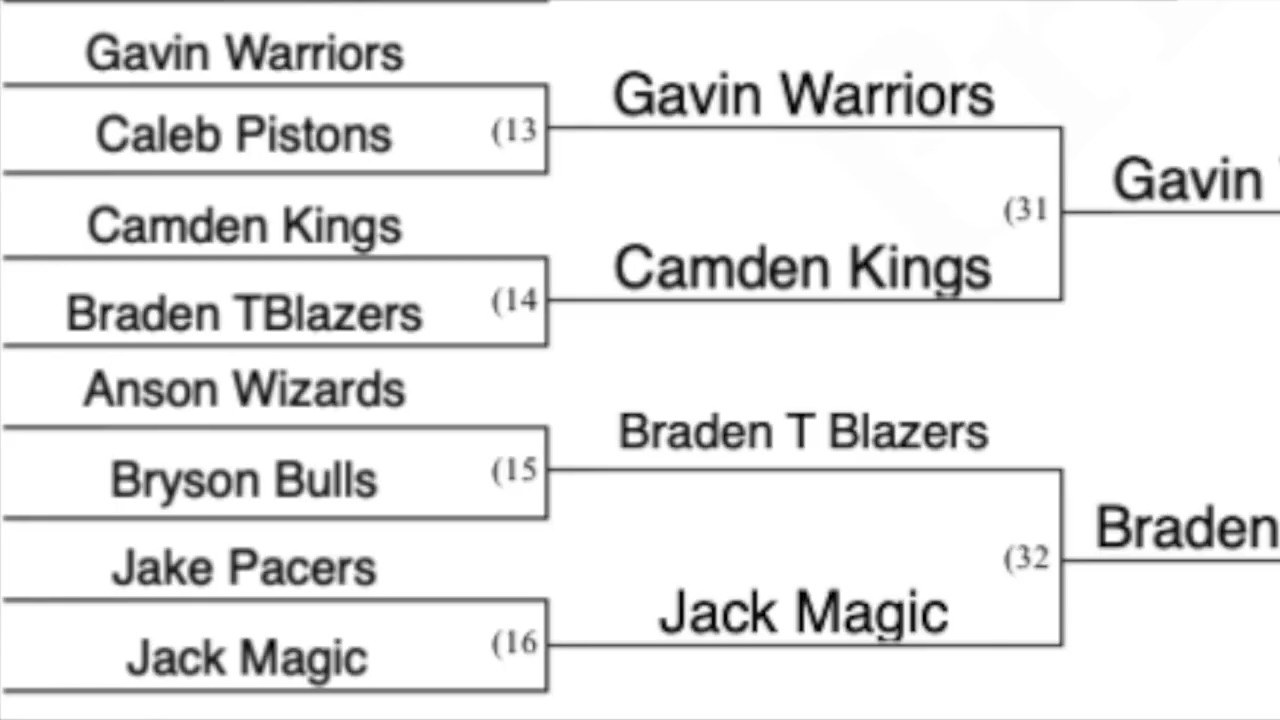 Gavin Warriors
Caleb Pistons
(13
Camden Kings
Braden TBlazers
(14
Anson Wizards
Bryson Bulls
(15
Jake Pacers
Jack Magic
(16
Gavin Warriors
Camden Kings
(31
Braden T Blazers
Jack Magic
(32
Gavin
Braden